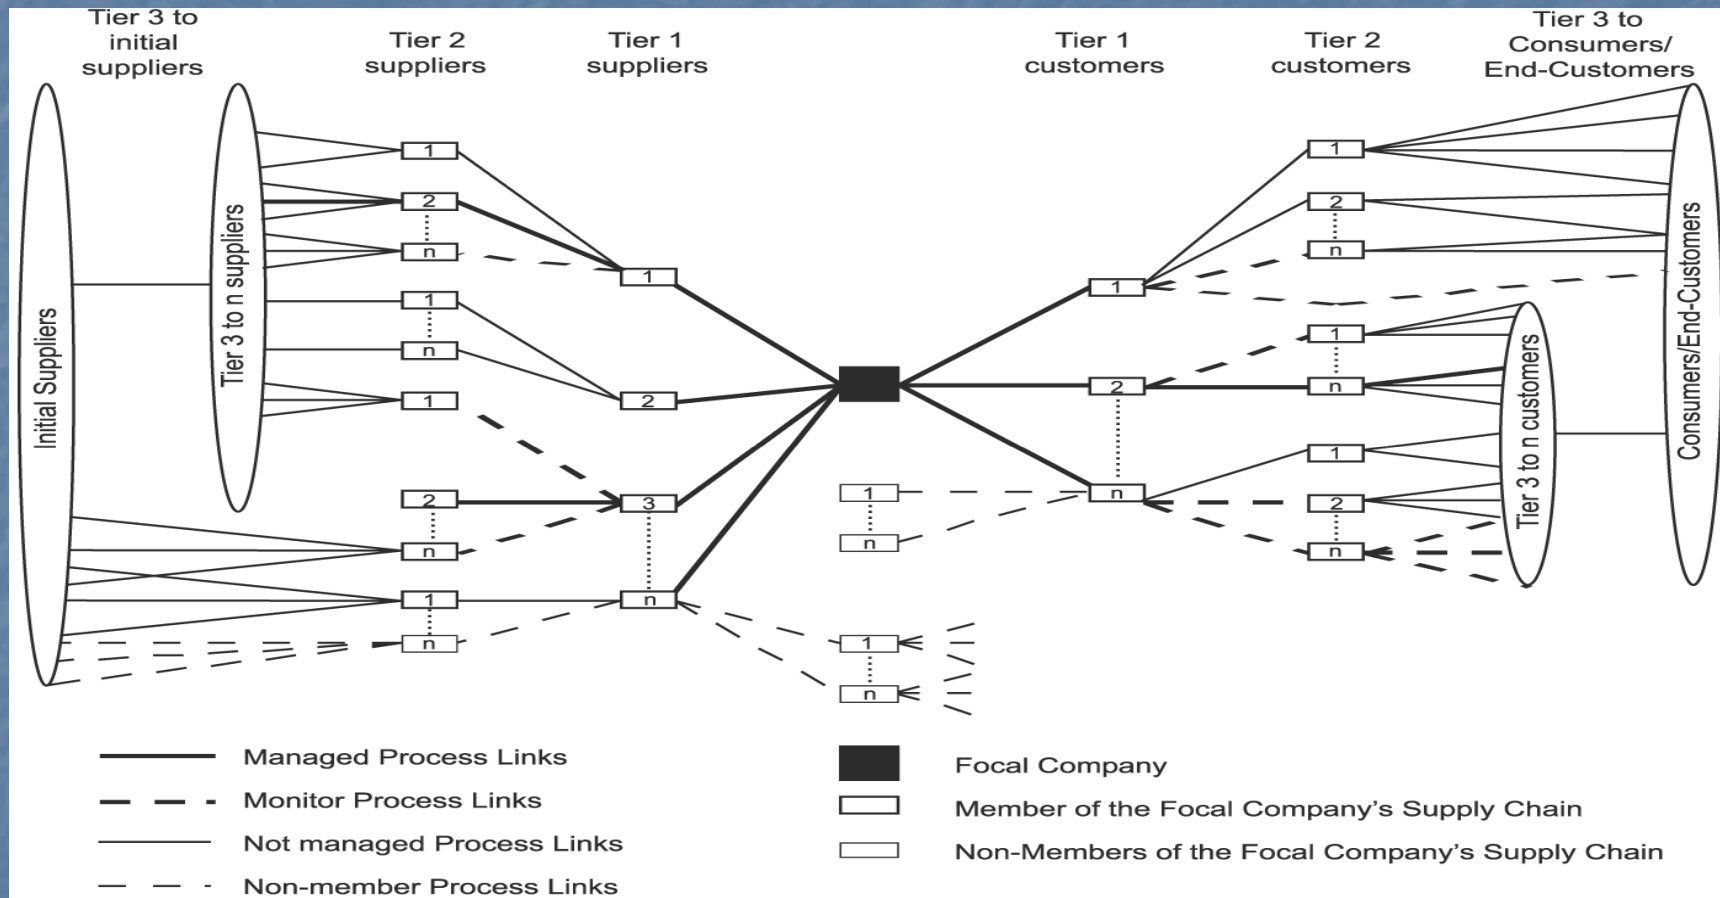 Tier 3 to
initial
suppliers
Tier 2
suppliers
Tier 1
suppliers
Tier 1
customers
Tier 2
customers
Tier 3 to
Consumers/
End-Customers
Initial Suppliers
Tier 3 to n suppliers
1
2
n
1
n
1
2
n
1
n
1
2
3
n
1
n
1
n
1
2
n
1
2
n
1
n
1
2
n
Tier 3 to n customers
Consumers/End-Customers
Managed Process Links
Monitor Process Links
Not managed Process Links
Non-member Process Links
Focal Company
Member of the Focal Company's Supply Chain
Non-Members of the Focal Company's Supply Chain